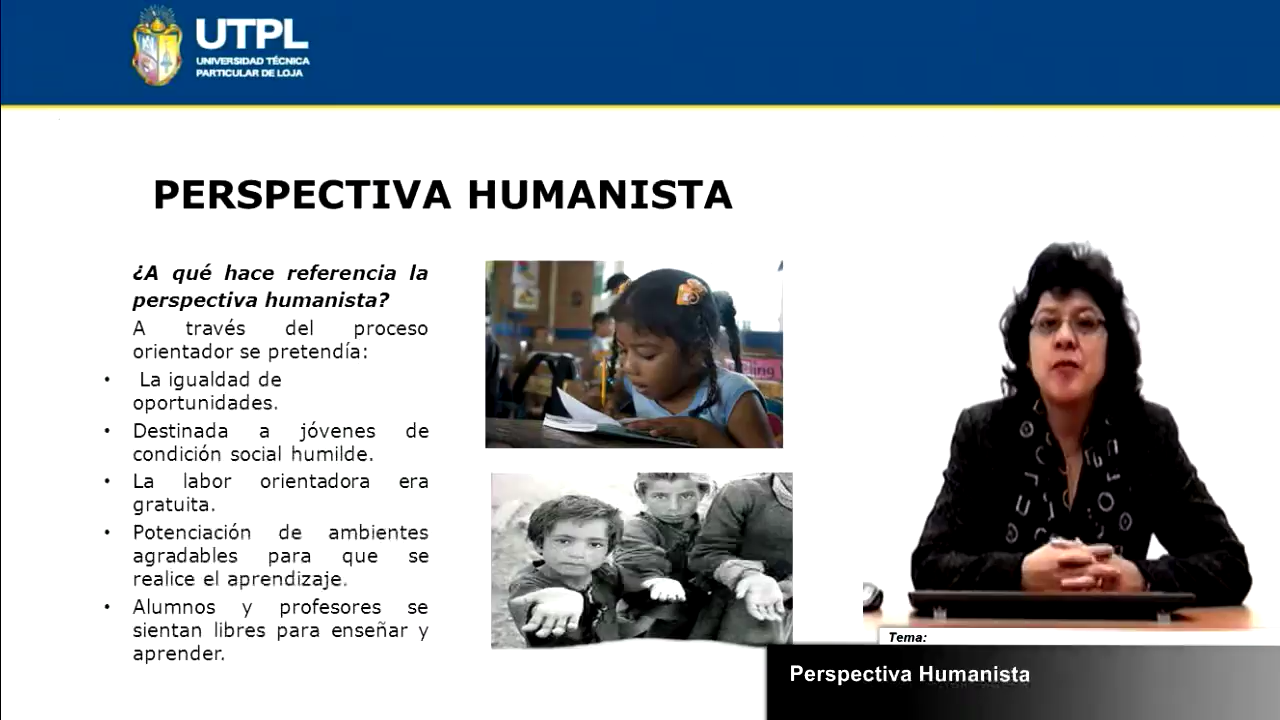 UTPL
UNIVERSIDAD TÉCNICA
PARTICULAR DE LOJA
PERSPECTIVA HUMANISTA
¿A qué hace referencia la
perspectiva humanista?
A través del proceso
orientador se pretendía:
• La igualdad de
oportunidades.
• Destinada a jóvenes de
condición social humilde.
• La labor orientadora era
gratuita.
• Potenciación de ambientes
agradables para que se
realice el aprendizaje.
• Alumnos y profesores se
sientan libres para enseñar y
aprender.
Tema:
Perspectiva Humanista